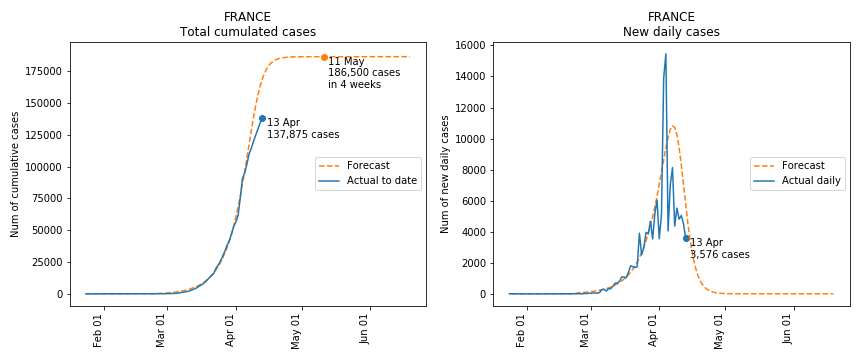 FRANCE
Total cumulated cases
Num of cumulative cases
175000
150000
125000
100000
75000
50000
25000
0
11 May
186,500 cases
in 4 weeks
13 Apr
137,875 cases
Forecast
Actual to date
Feb 01
Mar 01
Apr 01
May 01
Jun 01
FRANCE
New daily cases
Num of new daily cases
16000
14000
12000
10000
8000
6000
4000
2000
0
Forecast
Actual daily
13 Apr
3,576 cases
Feb 01
Mar 01
Apr 01
May 01
Jun 01